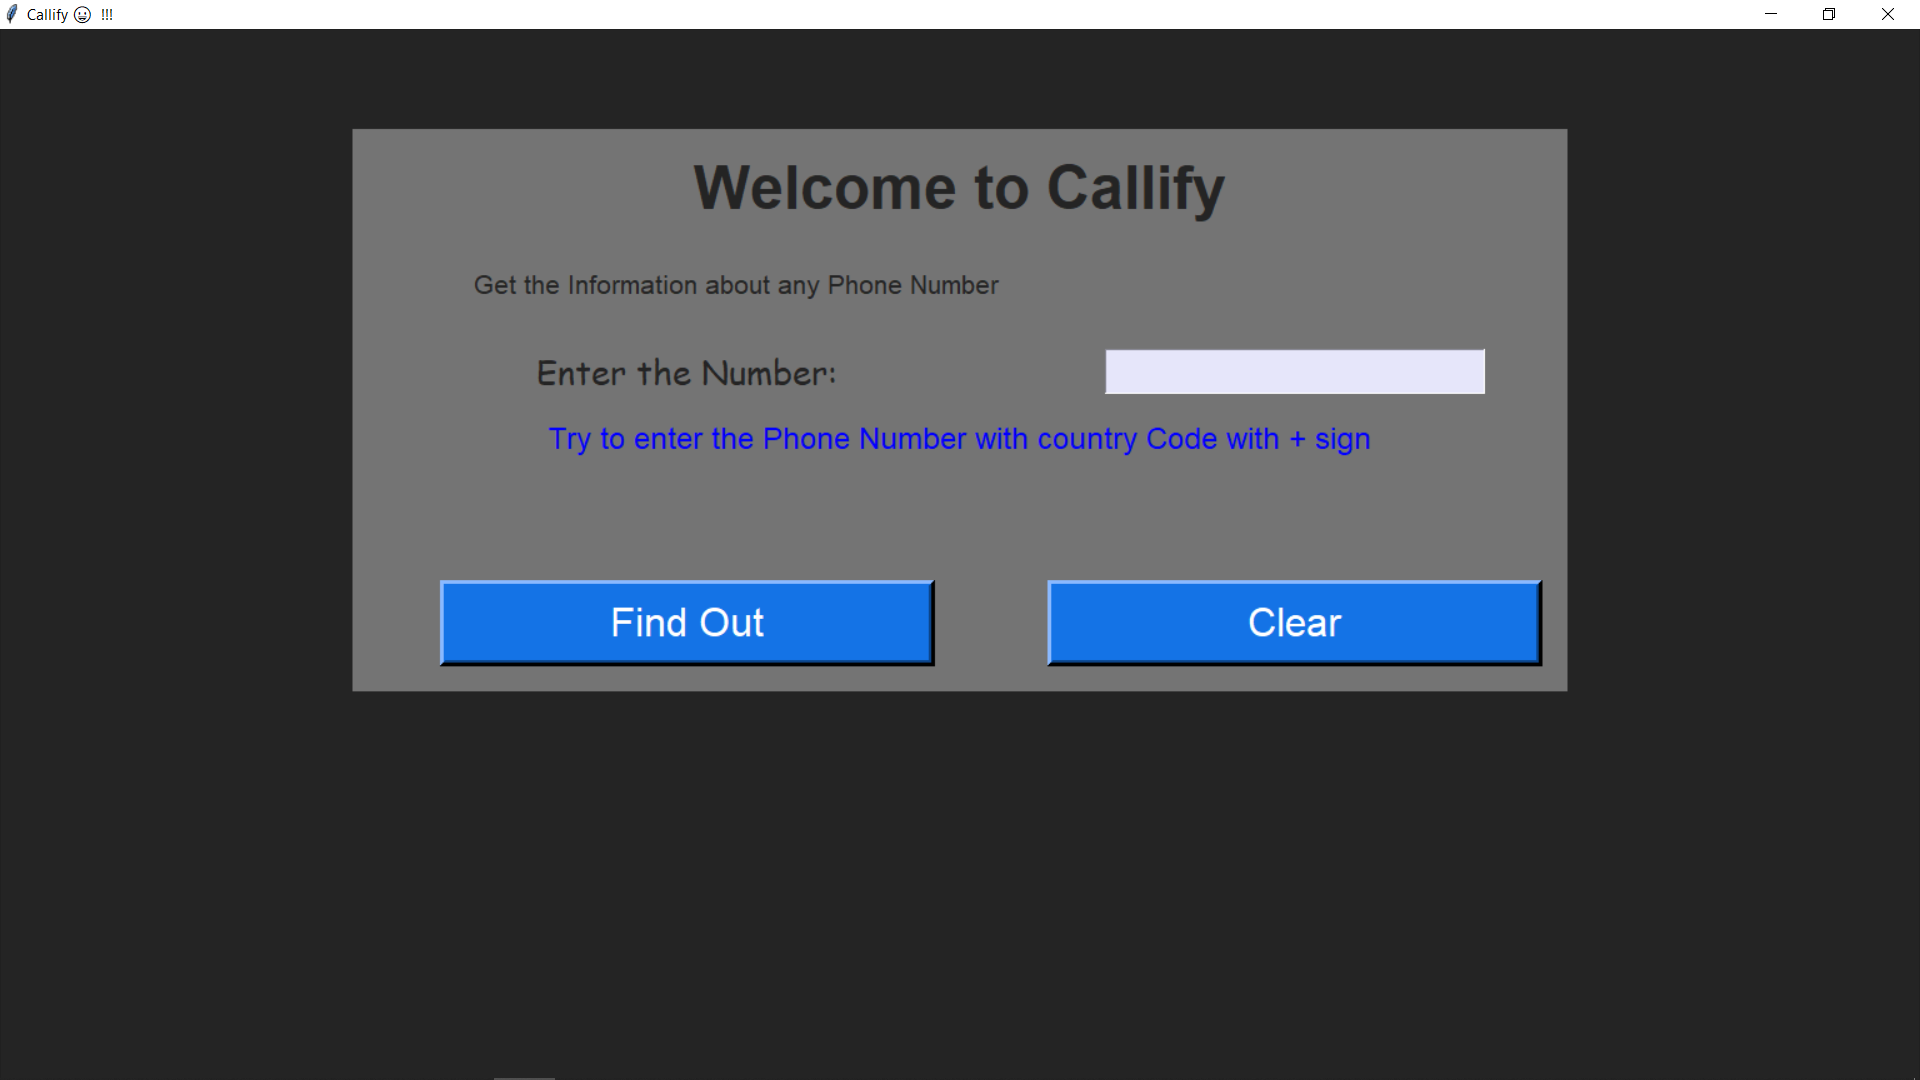 Callify 😀 !!!
Welcome to Callify
Get the Information about any Phone Number
Enter the Number:
Try to enter the Phone Number with country Code with + sign
Find Out
Clear